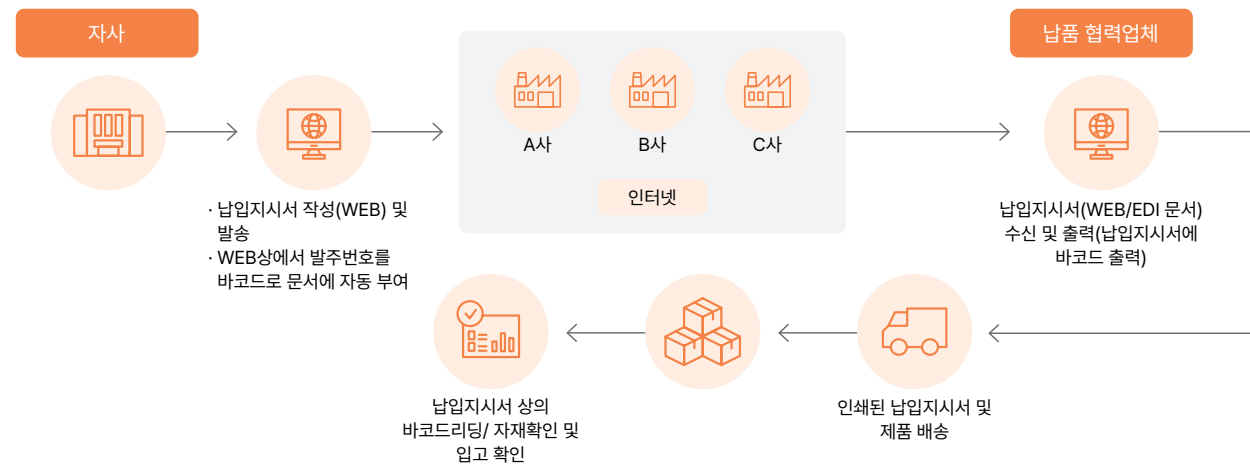 자사
납품 협력업체
A사
B사
C사
인터넷
· 납입지시서 작성(WEB) 및
발송
· WEB상에서 발주번호를
바코드로 문서에 자동 부여
납입지시서(WEB/EDI 문서)
수신 및 출력(납입지시서에
바코드 출력)
인쇄된 납입지시서 및
제품 배송
납입지시서 상의
바코드리딩/ 자재확인 및
입고 확인